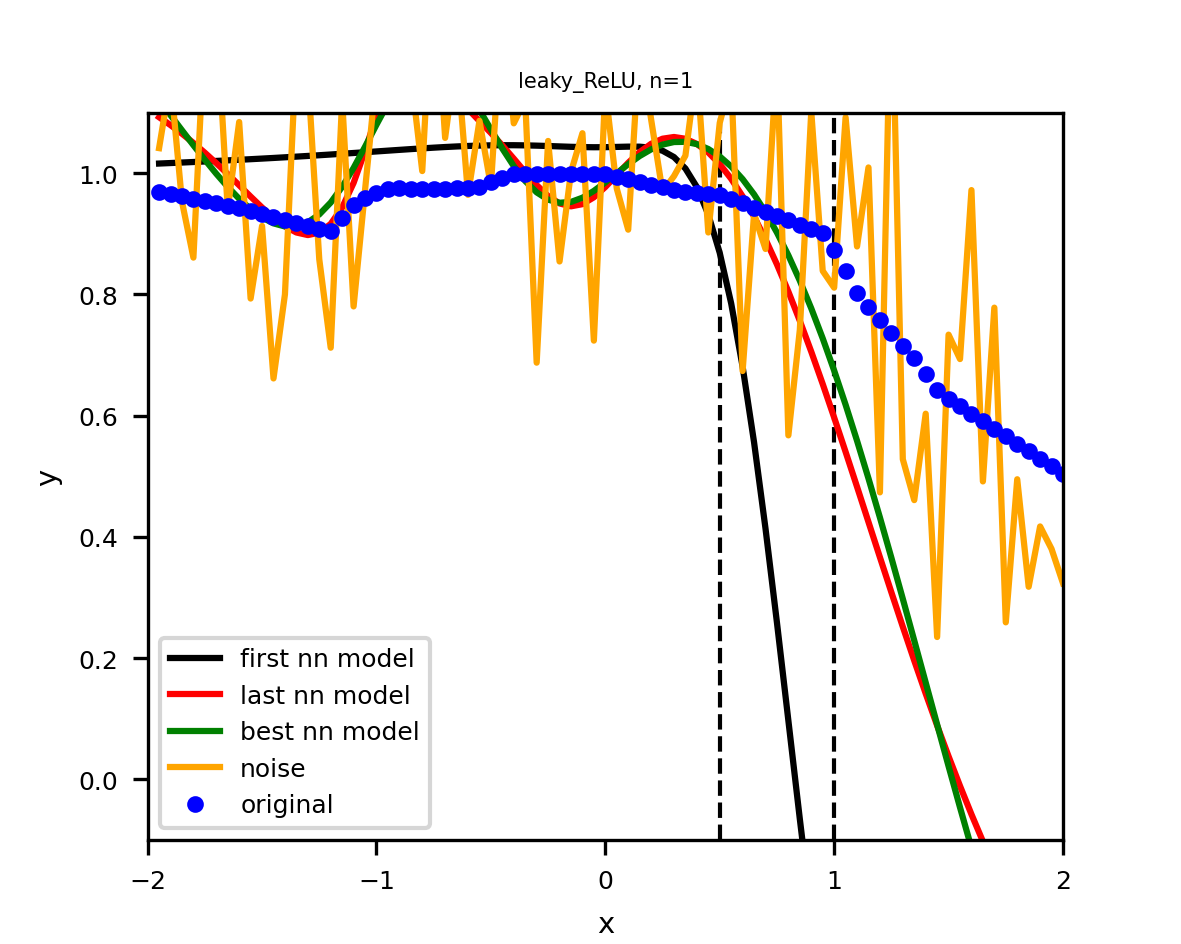 leaky_ReLU, n=1
y
1.0
0.8
0.6
0.4
0.2
0.0
first nn model
last nn model
best nn model
noise
original
−2
−1
0
1
2
x